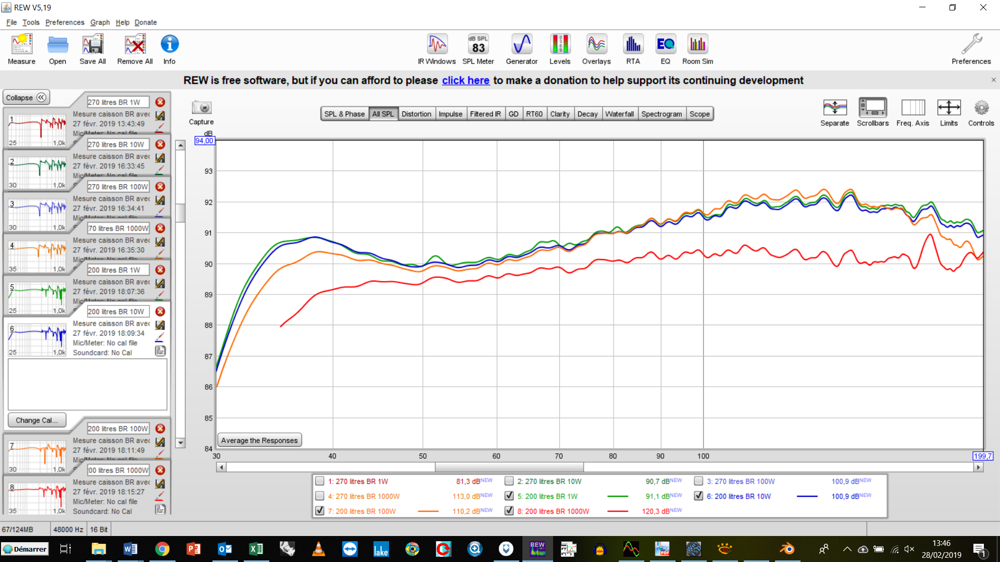 REW V5,19
File Tools Preferences Graph Help Donate
Measure Open Save All Remove All Info IR Windows dB SPL 83 SPL Meter Generator Levels Overlays RTA EQ EQ Room Sim Preferences
REW is free software, but if you can afford to please click here to make a donation to help support its continuing development
Collapse
1
25 1,0k
270 litres BR 1W
Mesure caisson BR avec
27 févr. 2019 13:43:49
Mic/Meter: No cal file
2
30 1,0k
270 litres BR 10W
Mesure caisson BR avec
27 févr. 2019 16:33:45
Mic/Meter: No cal file
3
30 1,0k
270 litres BR 100W
Mesure caisson BR avec
27 févr. 2019 16:34:41
Mic/Meter: No cal file
4
35 1,0k
70 litres BR 1000W
Mesure caisson BR avec
27 févr. 2019 16:35:30
Mic/Meter: No cal file
5
25 1,0k
200 litres BR 1W
Mesure caisson BR avec
27 févr. 2019 18:07:36
Mic/Meter: No cal file
6
25 1,0k
200 litres BR 10W
Mesure caisson BR avec
27 févr. 2019 18:09:34
Mic/Meter: No cal file
Soundcard: No Cal
Change Cal...
7
30 1,0k
200 litres BR 100W
Mesure caisson BR avec
27 févr. 2019 18:11:49
Mic/Meter: No cal file
8
35 1,0k
00 litres BR 1000W
Mesure caisson BR avec
27 févr. 2019 18:15:27
Mic/Meter: No cal file
Soundcard: No Cal
Capture
SPL & Phase All SPL Distortion Impulse Filtered IR GD RT60 Clarity Decay Waterfall Spectrogram Scope
Separate Scrollbars Freq. Axis Limits Controls
dB
94,00
93
92
91
90
89
88
87
86
85
84
Average the Responses
30 40 50 60 70 80 90 100 199,7
1: 270 litres BR 1W 81,3 dB NEW 2: 270 litres BR 10W 90,7 dB NEW 3: 270 litres BR 100W 100,9 dB NEW
4: 270 litres BR 1000W 113,0 dB NEW 5: 200 litres BR 1W 91,1 dB NEW 6: 200 litres BR 10W 100,9 dB NEW
7: 200 litres BR 100W 110,2 dB NEW 8: 200 litres BR 1000W 120,3 dB NEW
67/124MB 48000 Hz 16 Bit
Démarrer
lake
REW
PDF
13:46
28/02/2019
1